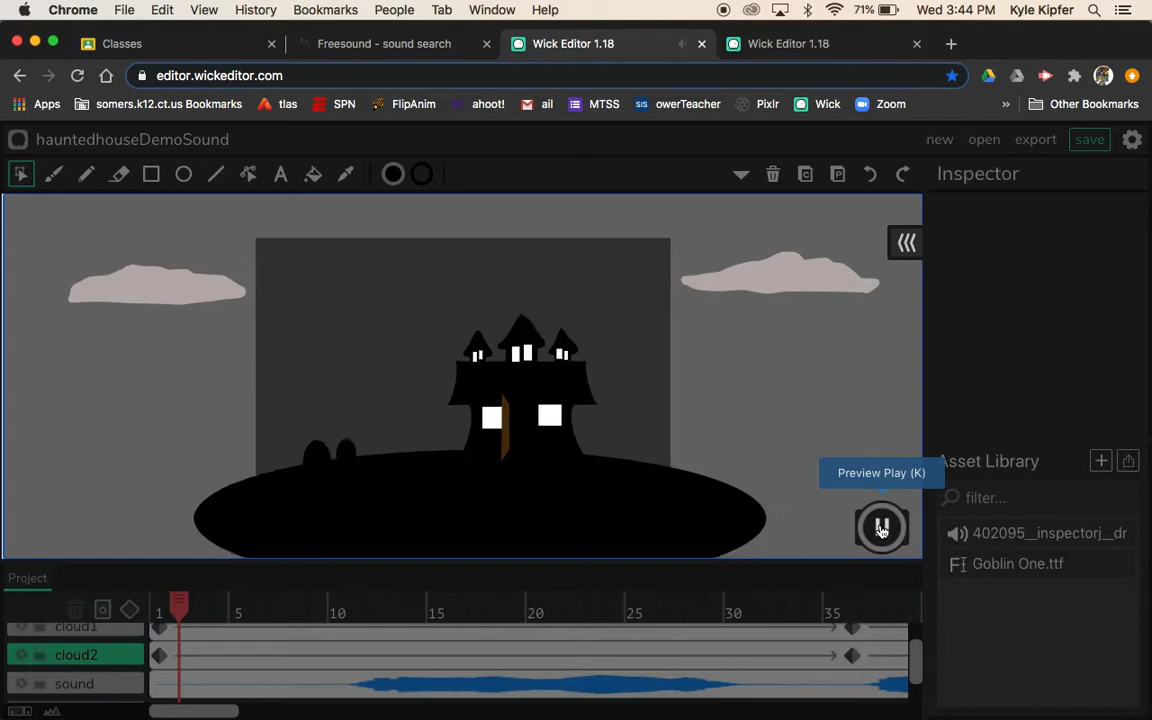 Chrome File Edit View History Bookmarks People Tab Window Help 71% Wed 3:44 PM Kyle Kipfer
Classes Freesound - sound search Wick Editor 1.18 Wick Editor 1.18
editor.wickeditor.com
Apps somers.k12.ct.us Bookmarks tlas SPN FlipAnim ahoot! ail MTSS SIS owerTeacher Pixlr Wick Zoom » Other Bookmarks
hauntedhouseDemoSound new open export save
Inspector
Preview Play (K)
Asset Library
filter...
402095__inspectorj__dr
Goblin One.ttf
Project
1 5 10 15 20 25 30 35
cloud1
cloud2
sound